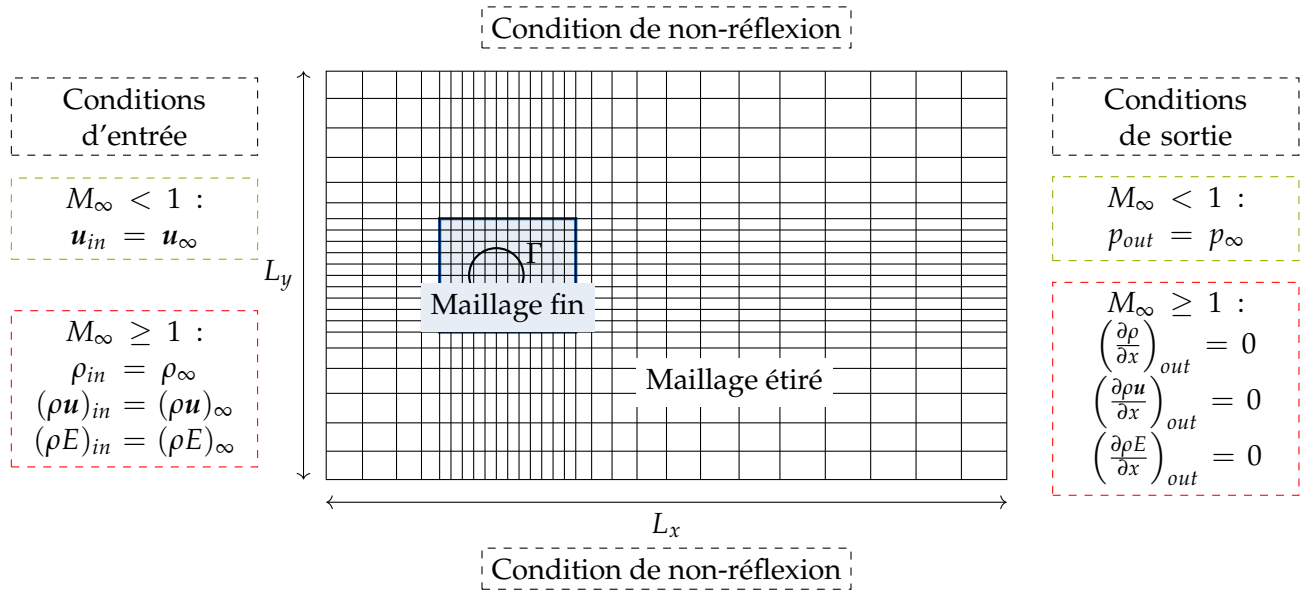 Condition de non-réflexion
Conditions
d'entrée
M∞ < 1 :
u_in = u∞
M∞ ≥ 1 :
ρ_in = ρ∞
(ρu)_in = (ρu)∞
(ρE)_in = (ρE)∞
L_y
Γ
Maillage fin
Maillage étiré
L_x
Conditions
de sortie
M∞ < 1 :
p_out = p∞
M∞ ≥ 1 :
(∂ρ/∂x)_out = 0
(∂ρu/∂x)_out = 0
(∂ρE/∂x)_out = 0
Condition de non-réflexion